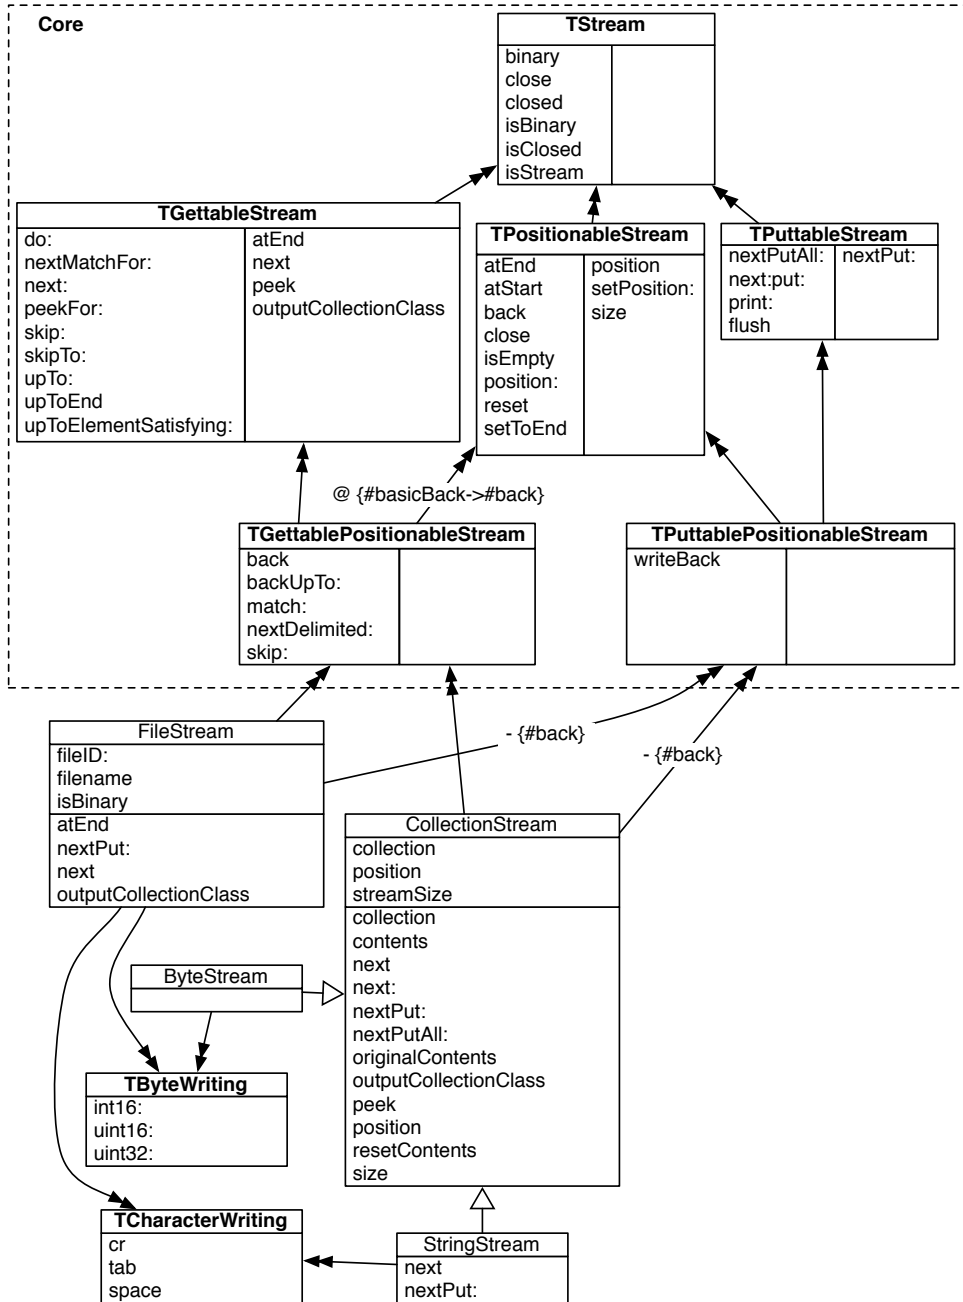 Core
TStream
binary
close
closed
isBinary
isClosed
isStream
TGettableStream
do:
nextMatchFor:
next:
peekFor:
skip:
skipTo:
upTo:
upToEnd
upToElementSatisfying:
atEnd
next
peek
outputCollectionClass
TPositionableStream
atEnd
atStart
back
close
isEmpty
position:
reset
setToEnd
position
setPosition:
size
TPuttableStream
nextPutAll:
next:put:
print:
flush
nextPut:
@ {#basicBack->#back}
TGettablePositionableStream
back
backUpTo:
match:
nextDelimited:
skip:
TPuttablePositionableStream
writeBack
- {#back}
- {#back}
FileStream
fileID:
filename
isBinary
atEnd
nextPut:
next
outputCollectionClass
CollectionStream
collection
position
streamSize
collection
contents
next
next:
nextPut:
nextPutAll:
originalContents
outputCollectionClass
peek
position
resetContents
size
ByteStream
TByteWriting
int16:
uint16:
uint32:
TCharacterWriting
cr
tab
space
StringStream
next
nextPut: